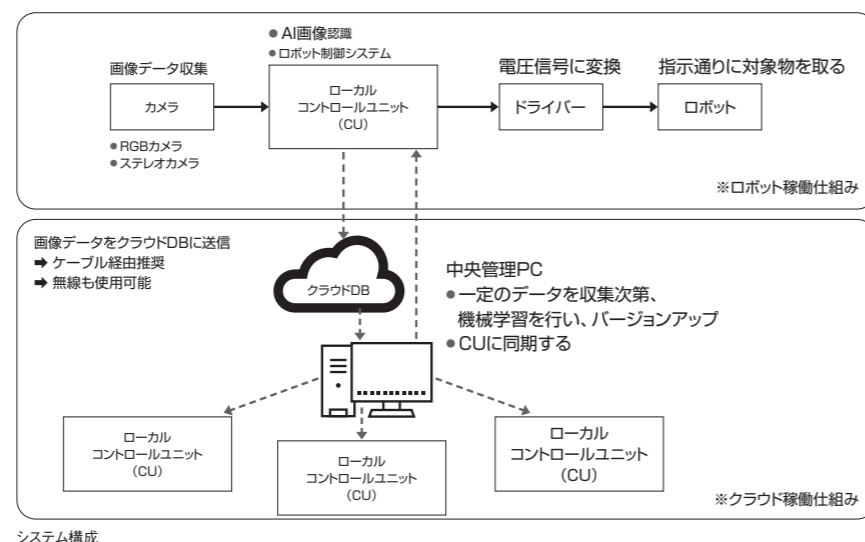 ●AI画像認識
●ロボット制御システム
画像データ収集
カメラ
●RGBカメラ
●ステレオカメラ
ローカル
コントロールユニット
（CU）
電圧信号に変換
ドライバー
指示通りに対象物を取る
ロボット
※ロボット稼働仕組み
画像データをクラウドDBに送信
➡ ケーブル経由推奨
➡ 無線も使用可能
クラウドDB
中央管理PC
●一定のデータを収集次第、
機械学習を行い、バージョンアップ
●CUに同期する
ローカル
コントロールユニット
（CU）
ローカル
コントロールユニット
（CU）
ローカル
コントロールユニット
（CU）
※クラウド稼働仕組み
システム構成